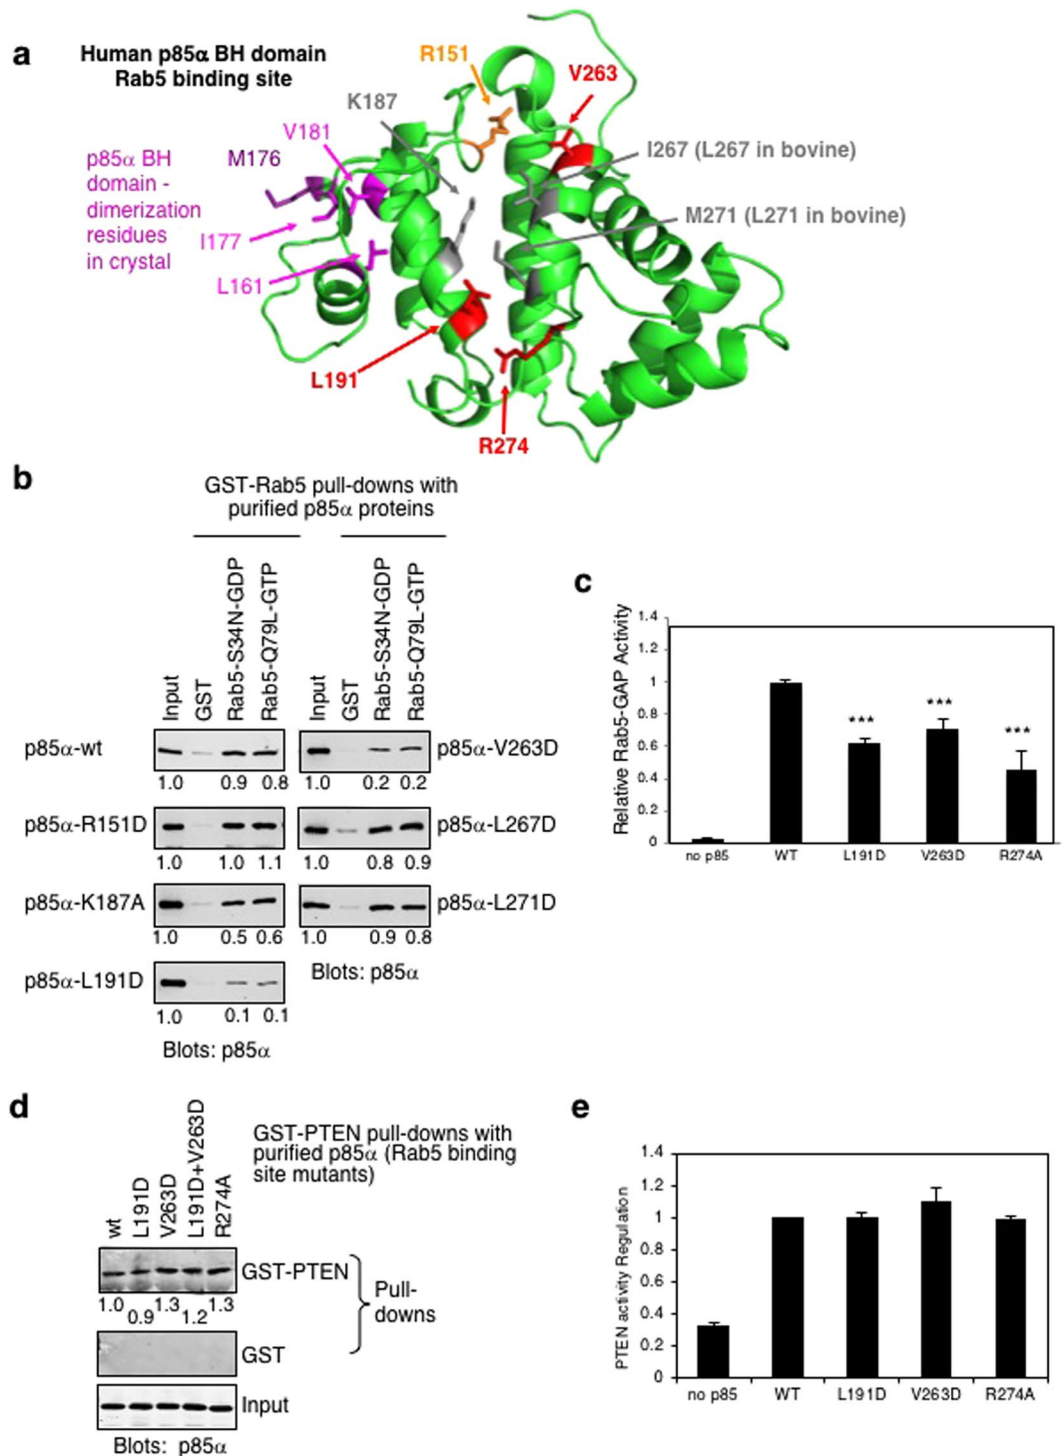 a
Human p85α BH domain
Rab5 binding site
R151
V263
K187
V181
M176
I267 (L267 in bovine)
M271 (L271 in bovine)
p85α BH
domain -
dimerization
residues
in crystal
I177
L161
L191
R274
b
GST-Rab5 pull-downs with
purified p85α proteins
Input
GST
Rab5-S34N-GDP
Rab5-Q79L-GTP
Input
GST
Rab5-S34N-GDP
Rab5-Q79L-GTP
p85α-wt
1.0 0.9 0.8
p85α-V263D
1.0 0.2 0.2
p85α-R151D
1.0 1.0 1.1
p85α-L267D
1.0 0.8 0.9
p85α-K187A
1.0 0.5 0.6
p85α-L271D
1.0 0.9 0.8
p85α-L191D
1.0 0.1 0.1
Blots: p85α
Blots: p85α
c
Relative Rab5-GAP Activity
1.4
1.2
1
0.8
0.6
0.4
0.2
0
***
***
***
no p85 WT L191D V263D R274A
d
wt
L191D
V263D
L191D+V263D
R274A
GST-PTEN pull-downs with
purified p85α (Rab5 binding
site mutants)
GST-PTEN
1.0 0.9 1.3 1.2 1.3
Pull-
downs
GST
Input
Blots: p85α
e
PTEN activity Regulation
1.4
1.2
1
0.8
0.6
0.4
0.2
0
no p85 WT L191D V263D R274A